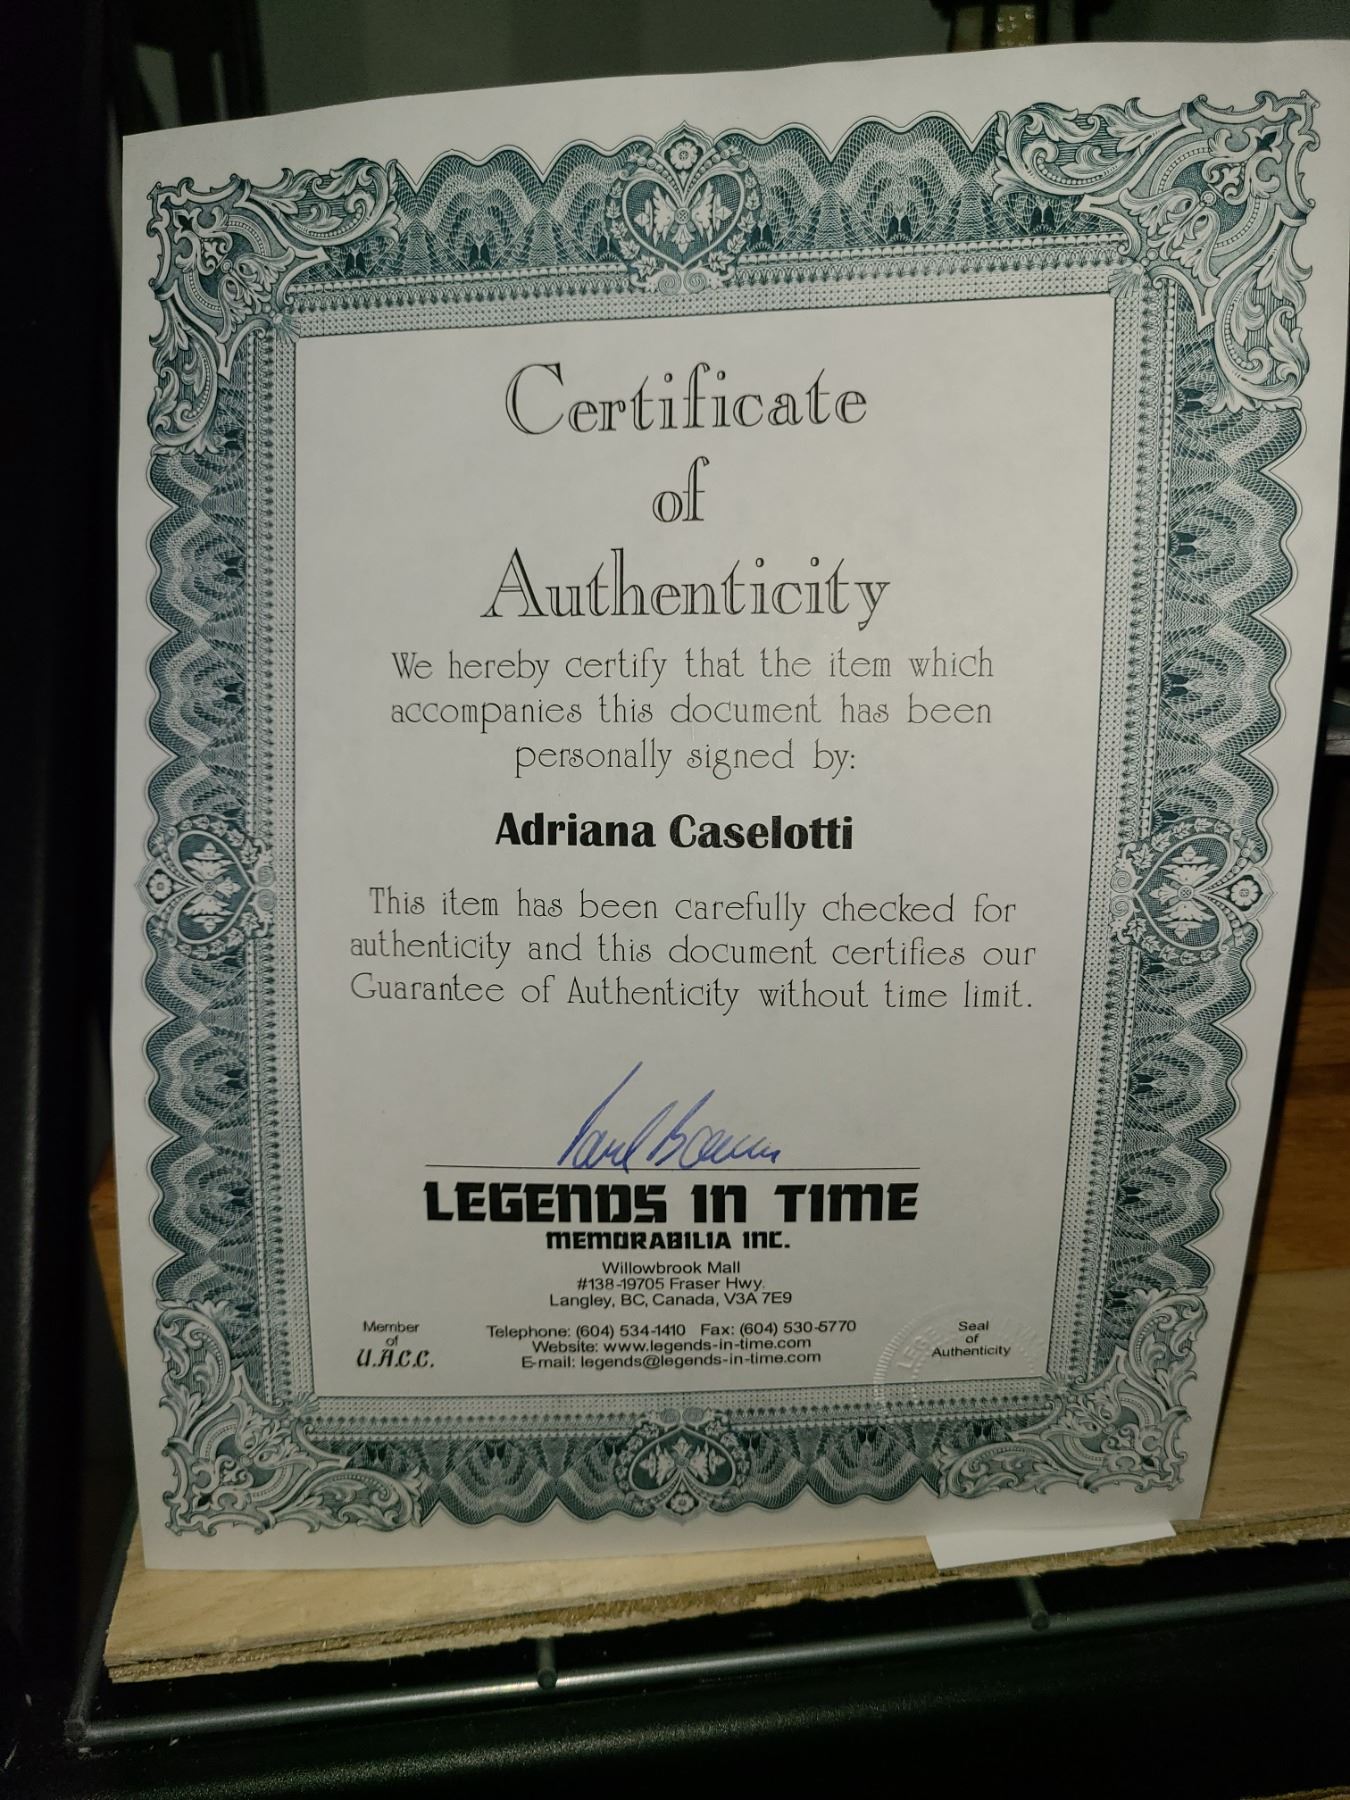 Certificate
of
Authenticity
We hereby certify that the item which
accompanies this document has been
personally signed by:
Adriana Caselotti
This item has been carefully checked for
authenticity and this document certifies our
Guarantee of Authenticity without time limit.
LEGENDS IN TIME
MEMORABILIA INC.
Willowbrook Mall
#138-19705 Fraser Hwy.
Langley, BC, Canada, V3A 7E9
Telephone: (604) 534-1410 Fax: (604) 530-5770
Website: www.legends-in-time.com
E-mail: legends@legends-in-time.com
Member
of
U.A.C.C.
Seal
of
Authenticity